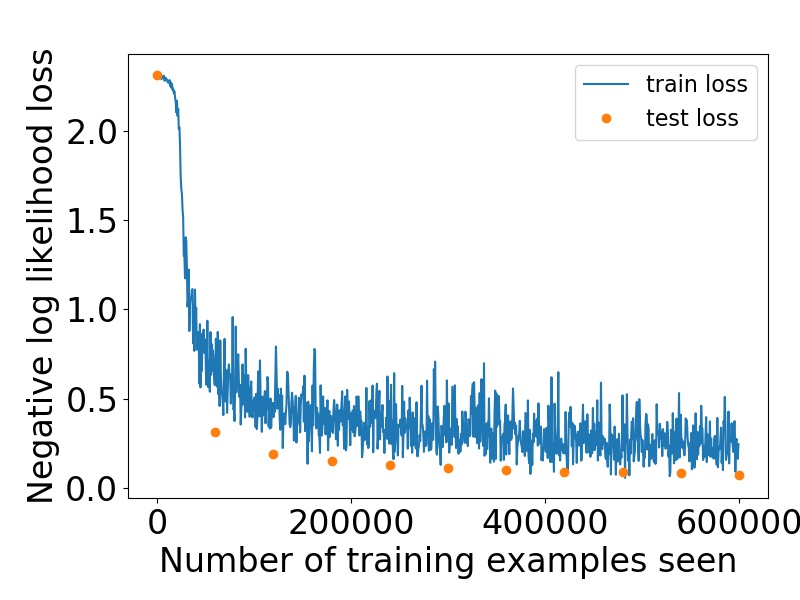 train loss
test loss
Negative log likelihood loss
2.0
1.5
1.0
0.5
0.0
0 200000 400000 600000
Number of training examples seen